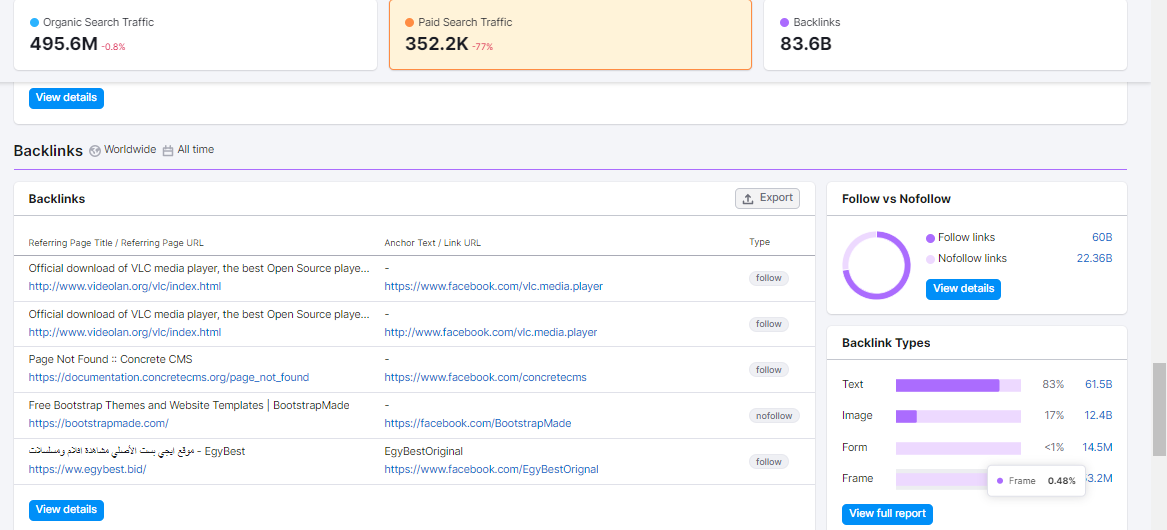 Organic Search Traffic
495.6M -0.8%
Paid Search Traffic
352.2K -77%
Backlinks
83.6B
View details
Backlinks Worldwide All time
Backlinks
Export
Referring Page Title / Referring Page URL Anchor Text / Link URL Type
Official download of VLC media player, the best Open Source playe... -
http://www.videolan.org/vlc/index.html https://www.facebook.com/vlc.media.player follow
Official download of VLC media player, the best Open Source playe... -
http://www.videolan.org/vlc/index.html http://www.facebook.com/vlc.media.player follow
Page Not Found :: Concrete CMS -
https://documentation.concretecms.org/page_not_found https://www.facebook.com/concretecms follow
Free Bootstrap Themes and Website Templates | BootstrapMade -
https://bootstrapmade.com/ https://facebook.com/BootstrapMade nofollow
موقع ايجي بست الأصلي مشاهدة افلام ومسلسلات - EgyBest EgyBestOriginal
https://ww.egybest.bid/ https://www.facebook.com/EgyBestOrignal follow
View details
Follow vs Nofollow
Follow links 60B
Nofollow links 22.36B
View details
Backlink Types
Text 83% 61.5B
Image 17% 12.4B
Form <1% 14.5M
Frame 3.2M
Frame 0.48%
View full report